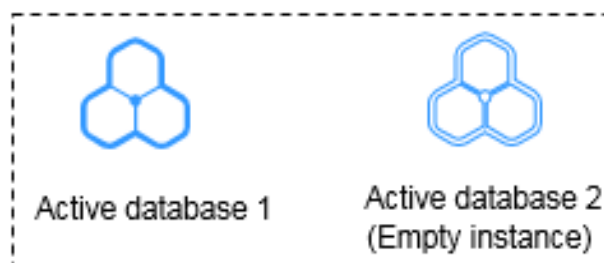 Active database 1
Active database 2
(Empty instance)